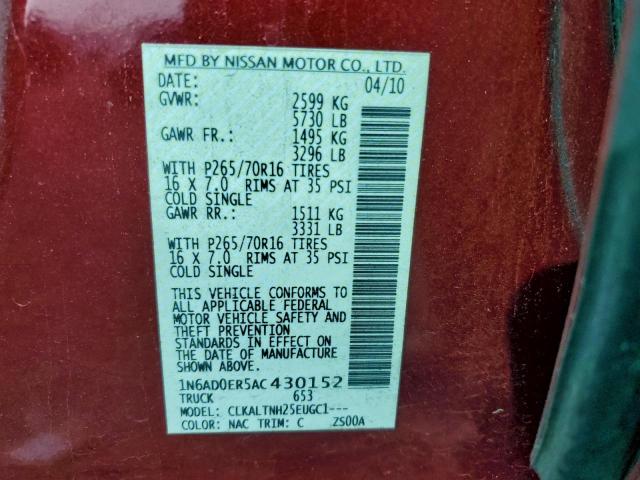 MFD BY NISSAN MOTOR CO., LTD.
DATE: 04/10
GVWR: 2599 KG
5730 LB
GAWR FR.: 1495 KG
3296 LB
WITH P265/70R16 TIRES
16 X 7.0 RIMS AT 35 PSI
COLD SINGLE
GAWR RR.: 1511 KG
3331 LB
WITH P265/70R16 TIRES
16 X 7.0 RIMS AT 35 PSI
COLD SINGLE
THIS VEHICLE CONFORMS TO
ALL APPLICABLE FEDERAL
MOTOR VEHICLE SAFETY AND
THEFT PREVENTION
STANDARDS IN EFFECT ON
THE DATE OF MANUFACTURE
SHOWN ABOVE.
1N6AD0ER5AC430152
TRUCK 653
MODEL: CLKALTNH25EUGC1---
COLOR: NAC TRIM: C ZS00A